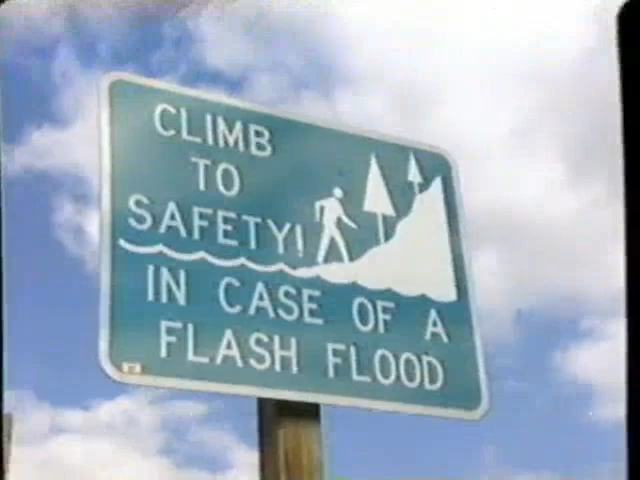 CLIMB
TO
SAFETY!
IN CASE OF A
FLASH FLOOD